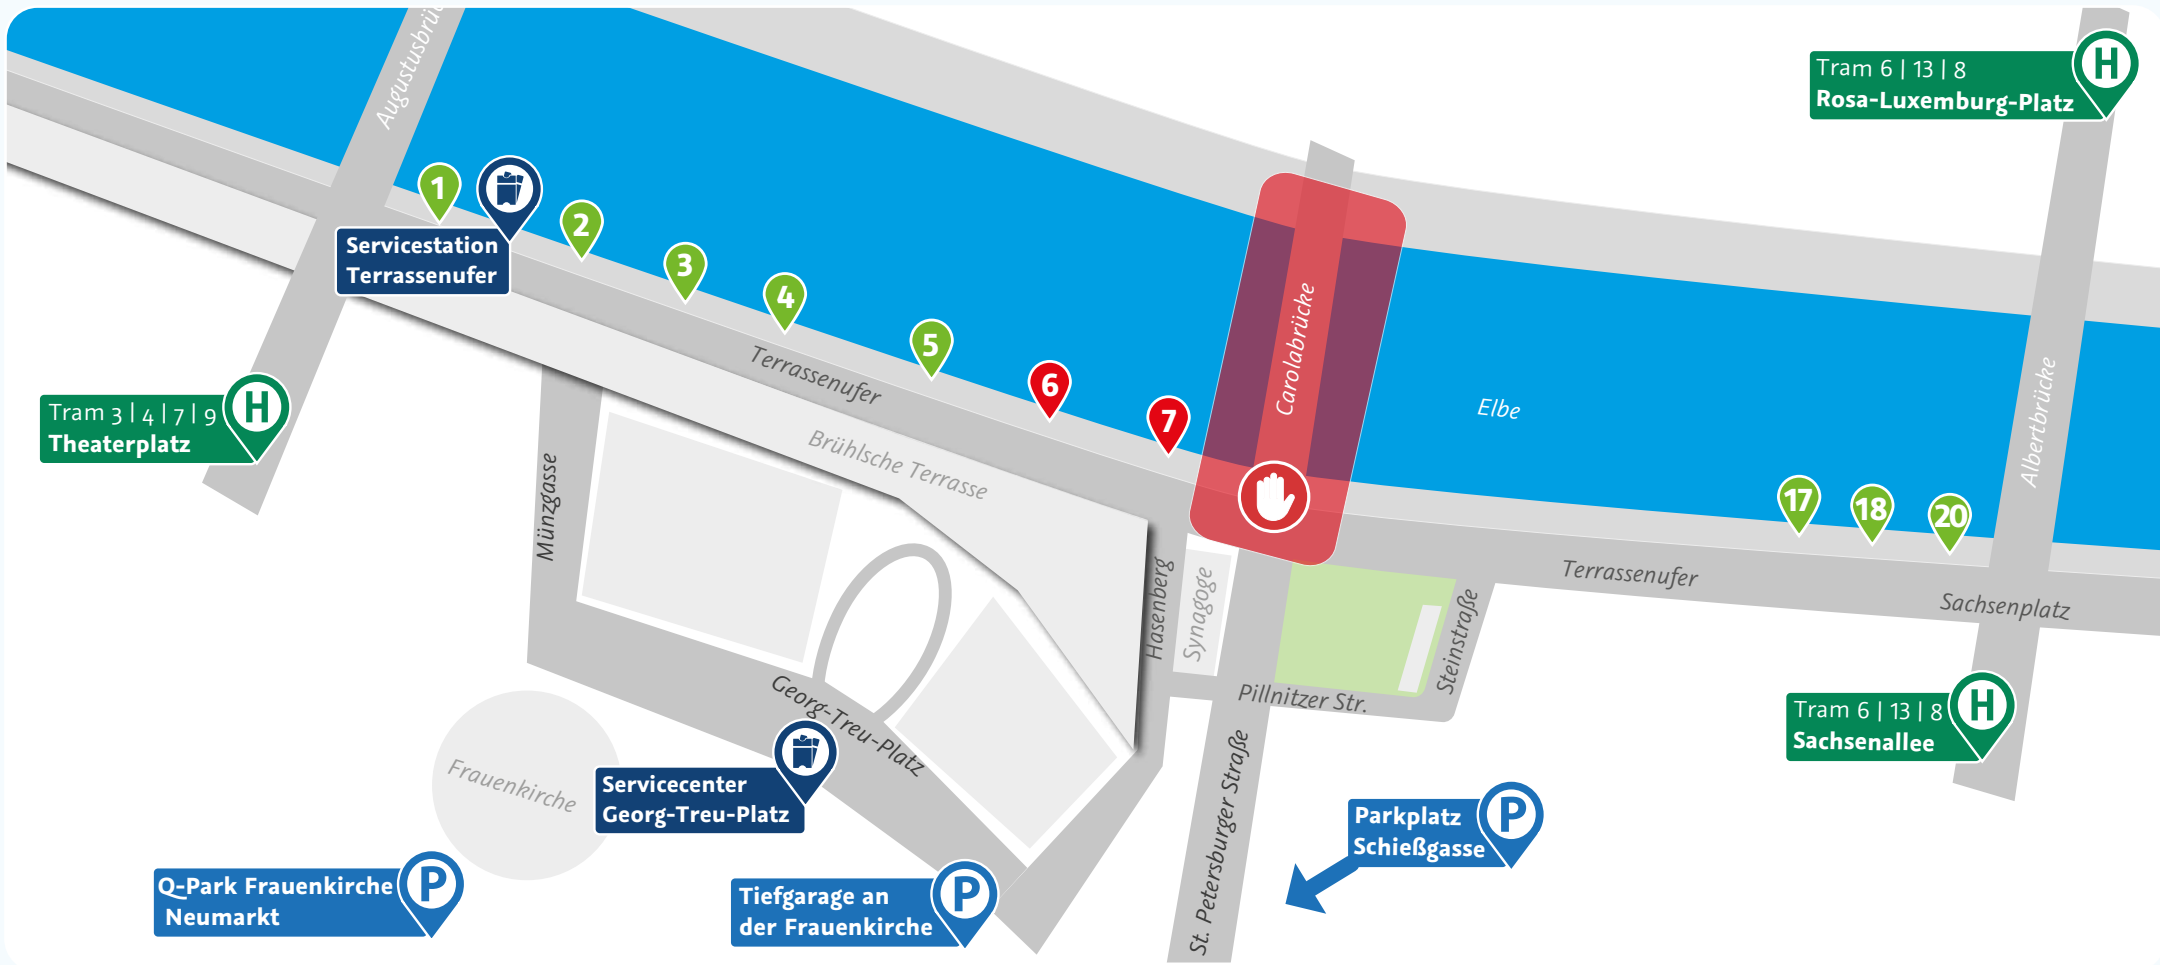 Augustusbrüc
Tram 6 | 13 | 8
Rosa-Luxemburg-Platz
H
1
Servicestation
Terrassenufer
2
3
4
5
6
7
Carolabrücke
Elbe
Albertbrücke
17
18
20
Tram 3 | 4 | 7 | 9
Theaterplatz
H
Terrassenufer
Brühlsche Terrasse
Münzgasse
Hasenberg
Synagoge
Steinstraße
Terrassenufer
Sachsenplatz
Pillnitzer Str.
Georg-Treu-Platz
Tram 6 | 13 | 8
Sachsenallee
H
Frauenkirche
Servicecenter
Georg-Treu-Platz
St. Petersburger Straße
Parkplatz
Schießgasse
P
Q-Park Frauenkirche
Neumarkt
P
Tiefgarage an
der Frauenkirche
P